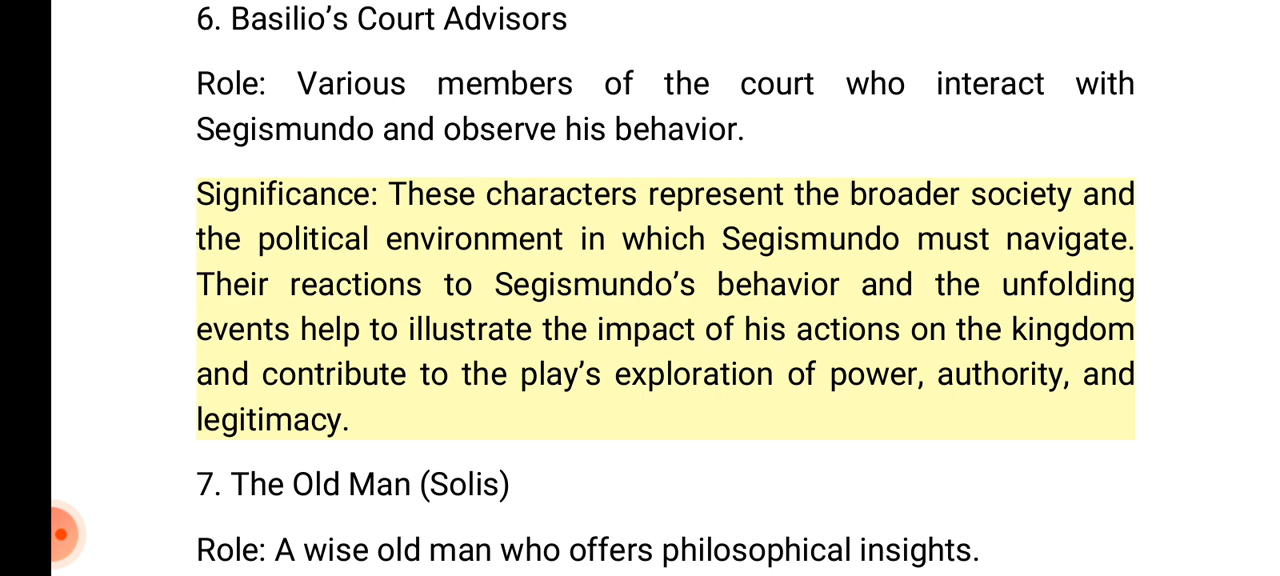 6. Basilio’s Court Advisors
Role: Various members of the court who interact with
Segismundo and observe his behavior.
Significance: These characters represent the broader society and
the political environment in which Segismundo must navigate.
Their reactions to Segismundo’s behavior and the unfolding
events help to illustrate the impact of his actions on the kingdom
and contribute to the play’s exploration of power, authority, and
legitimacy.
7. The Old Man (Solis)
Role: A wise old man who offers philosophical insights.